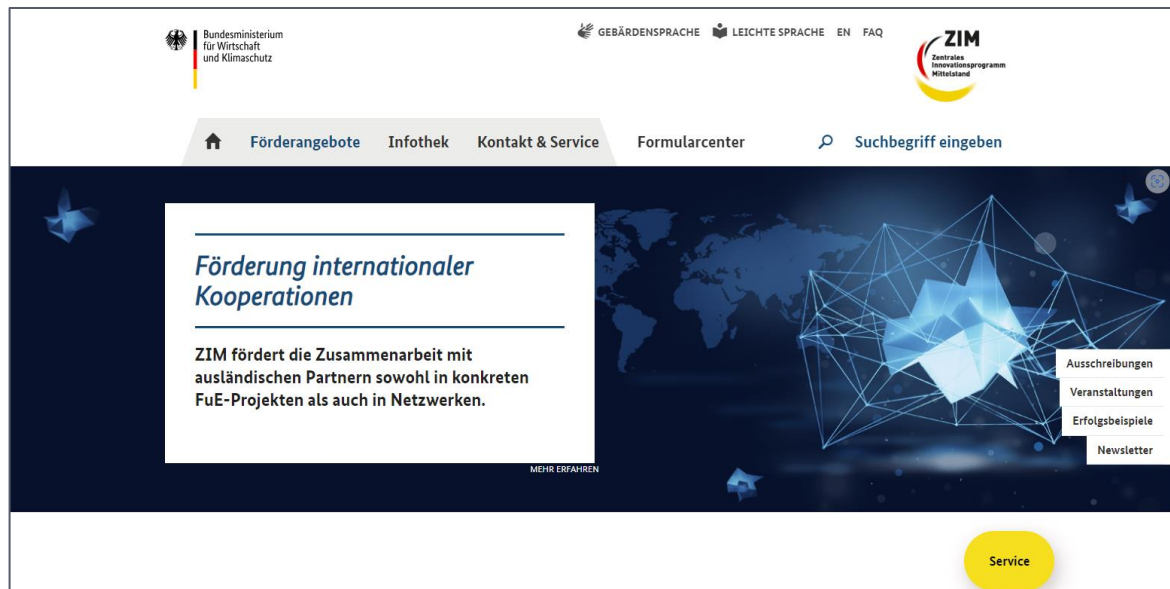 Bundesministerium
für Wirtschaft
und Klimaschutz
GEBÄRDENSPRACHE LEICHTE SPRACHE EN FAQ
ZIM
Zentrales
Innovationsprogramm
Mittelstand
Förderangebote Infothek Kontakt & Service Formularcenter Suchbegriff eingeben
Förderung internationaler
Kooperationen
ZIM fördert die Zusammenarbeit mit
ausländischen Partnern sowohl in konkreten
FuE-Projekten als auch in Netzwerken.
MEHR ERFAHREN
Ausschreibungen
Veranstaltungen
Erfolgsbeispiele
Newsletter
Service